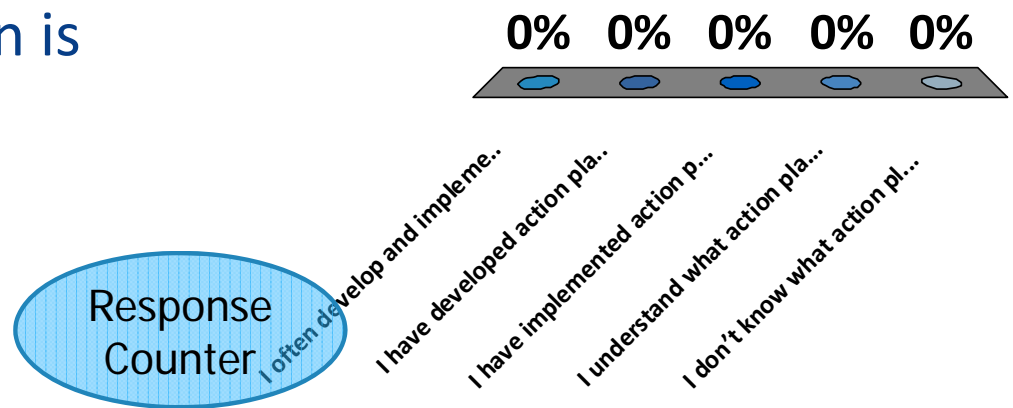 n is
0% 0% 0% 0% 0%
I often develop and impleme..
I have developed action pla..
I have implemented action p...
I understand what action pla...
I don't know what action pl...
Response
Counter